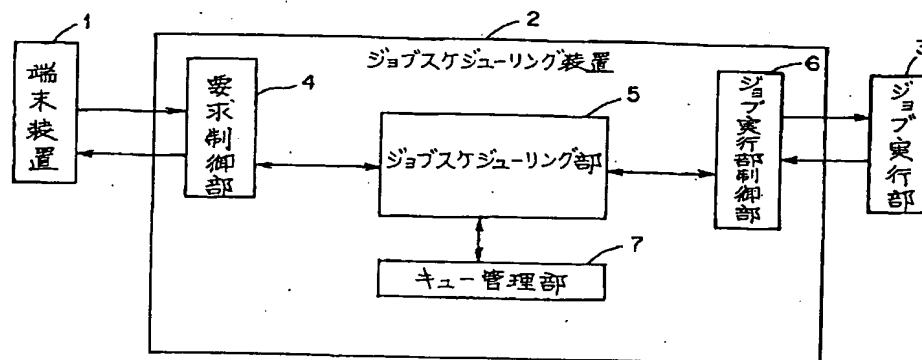 1
端末装置
2
ジョブスケジューリング装置
4
要求制御部
5
ジョブスケジューリング部
6
ジョブ実行部制御部
3
ジョブ実行部
7
キュー管理部